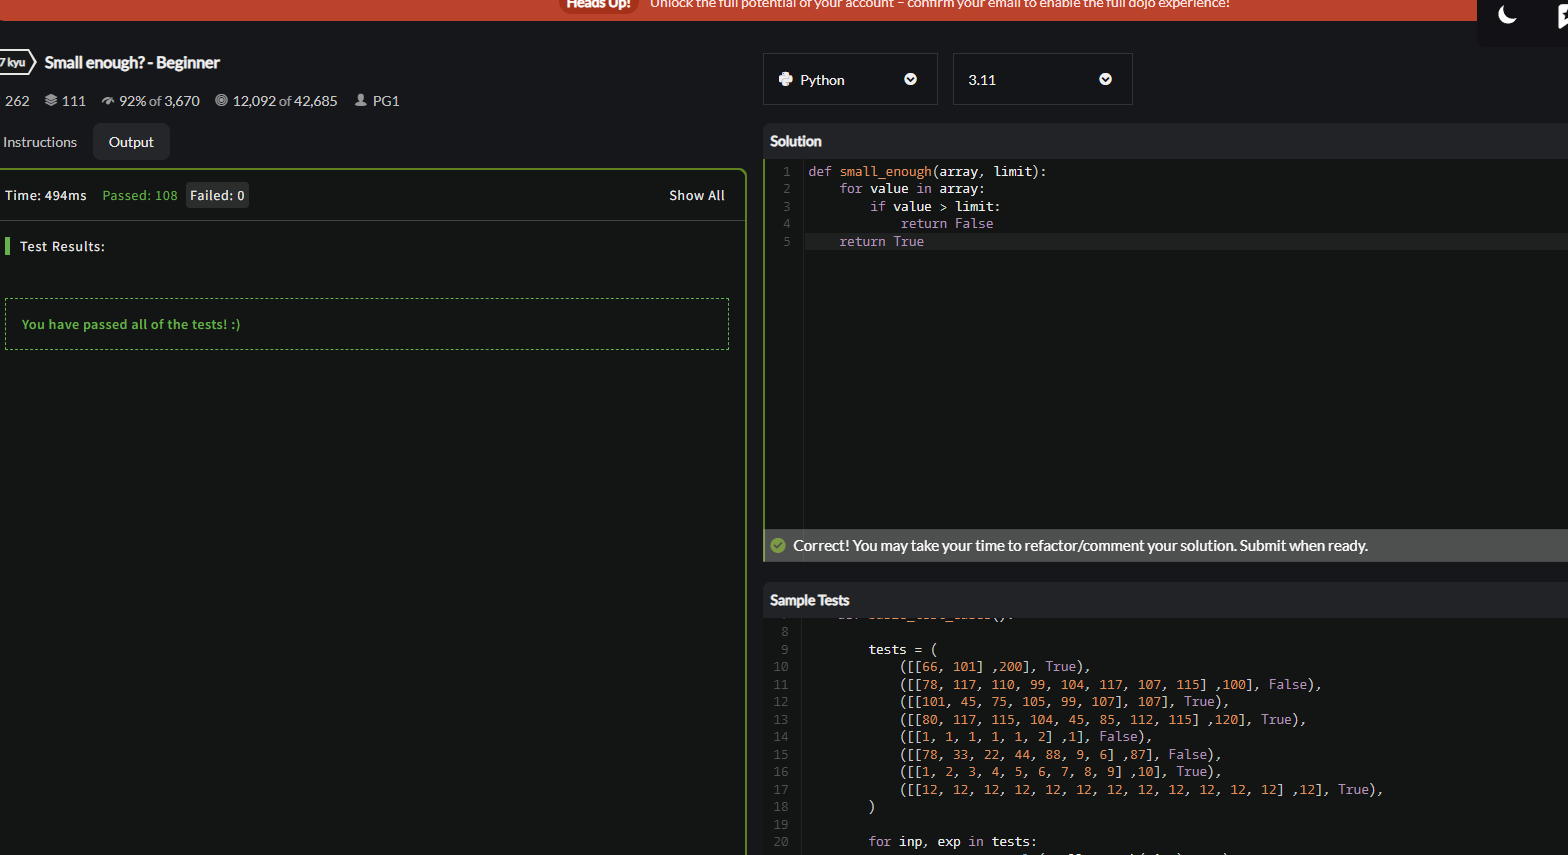 Heads Up! Unlock the full potential of your account – confirm your email to enable the full dojo experience!
7 kyu Small enough? - Beginner
262 111 92% of 3,670 12,092 of 42,685 PG1
Instructions Output
Time: 494ms Passed: 108 Failed: 0 Show All
Test Results:
You have passed all of the tests! :)
Python 3.11
Solution
1 def small_enough(array, limit):
2     for value in array:
3         if value > limit:
4             return False
5     return True
Correct! You may take your time to refactor/comment your solution. Submit when ready.
Sample Tests
8
9 tests = (
10 ([[66, 101] ,200], True),
11 ([[78, 117, 110, 99, 104, 117, 107, 115] ,100], False),
12 ([[101, 45, 75, 105, 99, 107], 107], True),
13 ([[80, 117, 115, 104, 45, 85, 112, 115] ,120], True),
14 ([[1, 1, 1, 1, 1, 2] ,1], False),
15 ([[78, 33, 22, 44, 88, 9, 6] ,87], False),
16 ([[1, 2, 3, 4, 5, 6, 7, 8, 9] ,10], True),
17 ([[12, 12, 12, 12, 12, 12, 12, 12, 12, 12, 12, 12] ,12], True),
18 )
19
20 for inp, exp in tests: